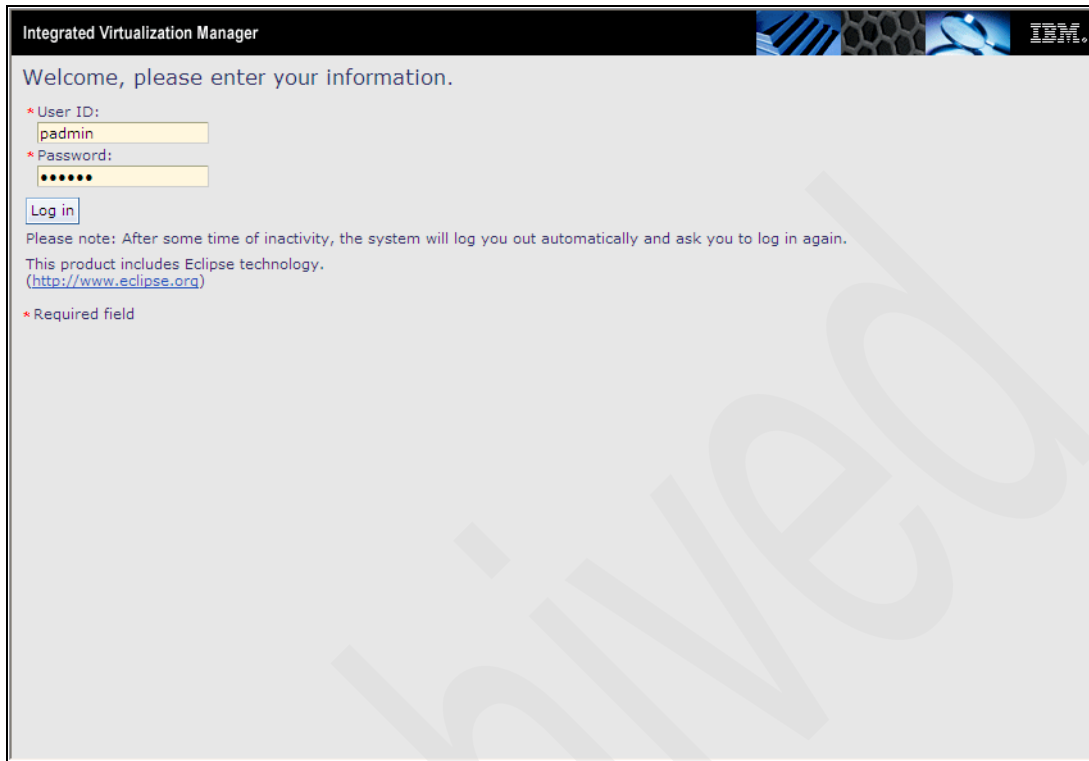 Integrated Virtualization Manager
IBM.
Welcome, please enter your information.
* User ID:
padmin
* Password:
••••••
Log in
Please note: After some time of inactivity, the system will log you out automatically and ask you to log in again.
This product includes Eclipse technology.
(http://www.eclipse.org)
* Required field
hived